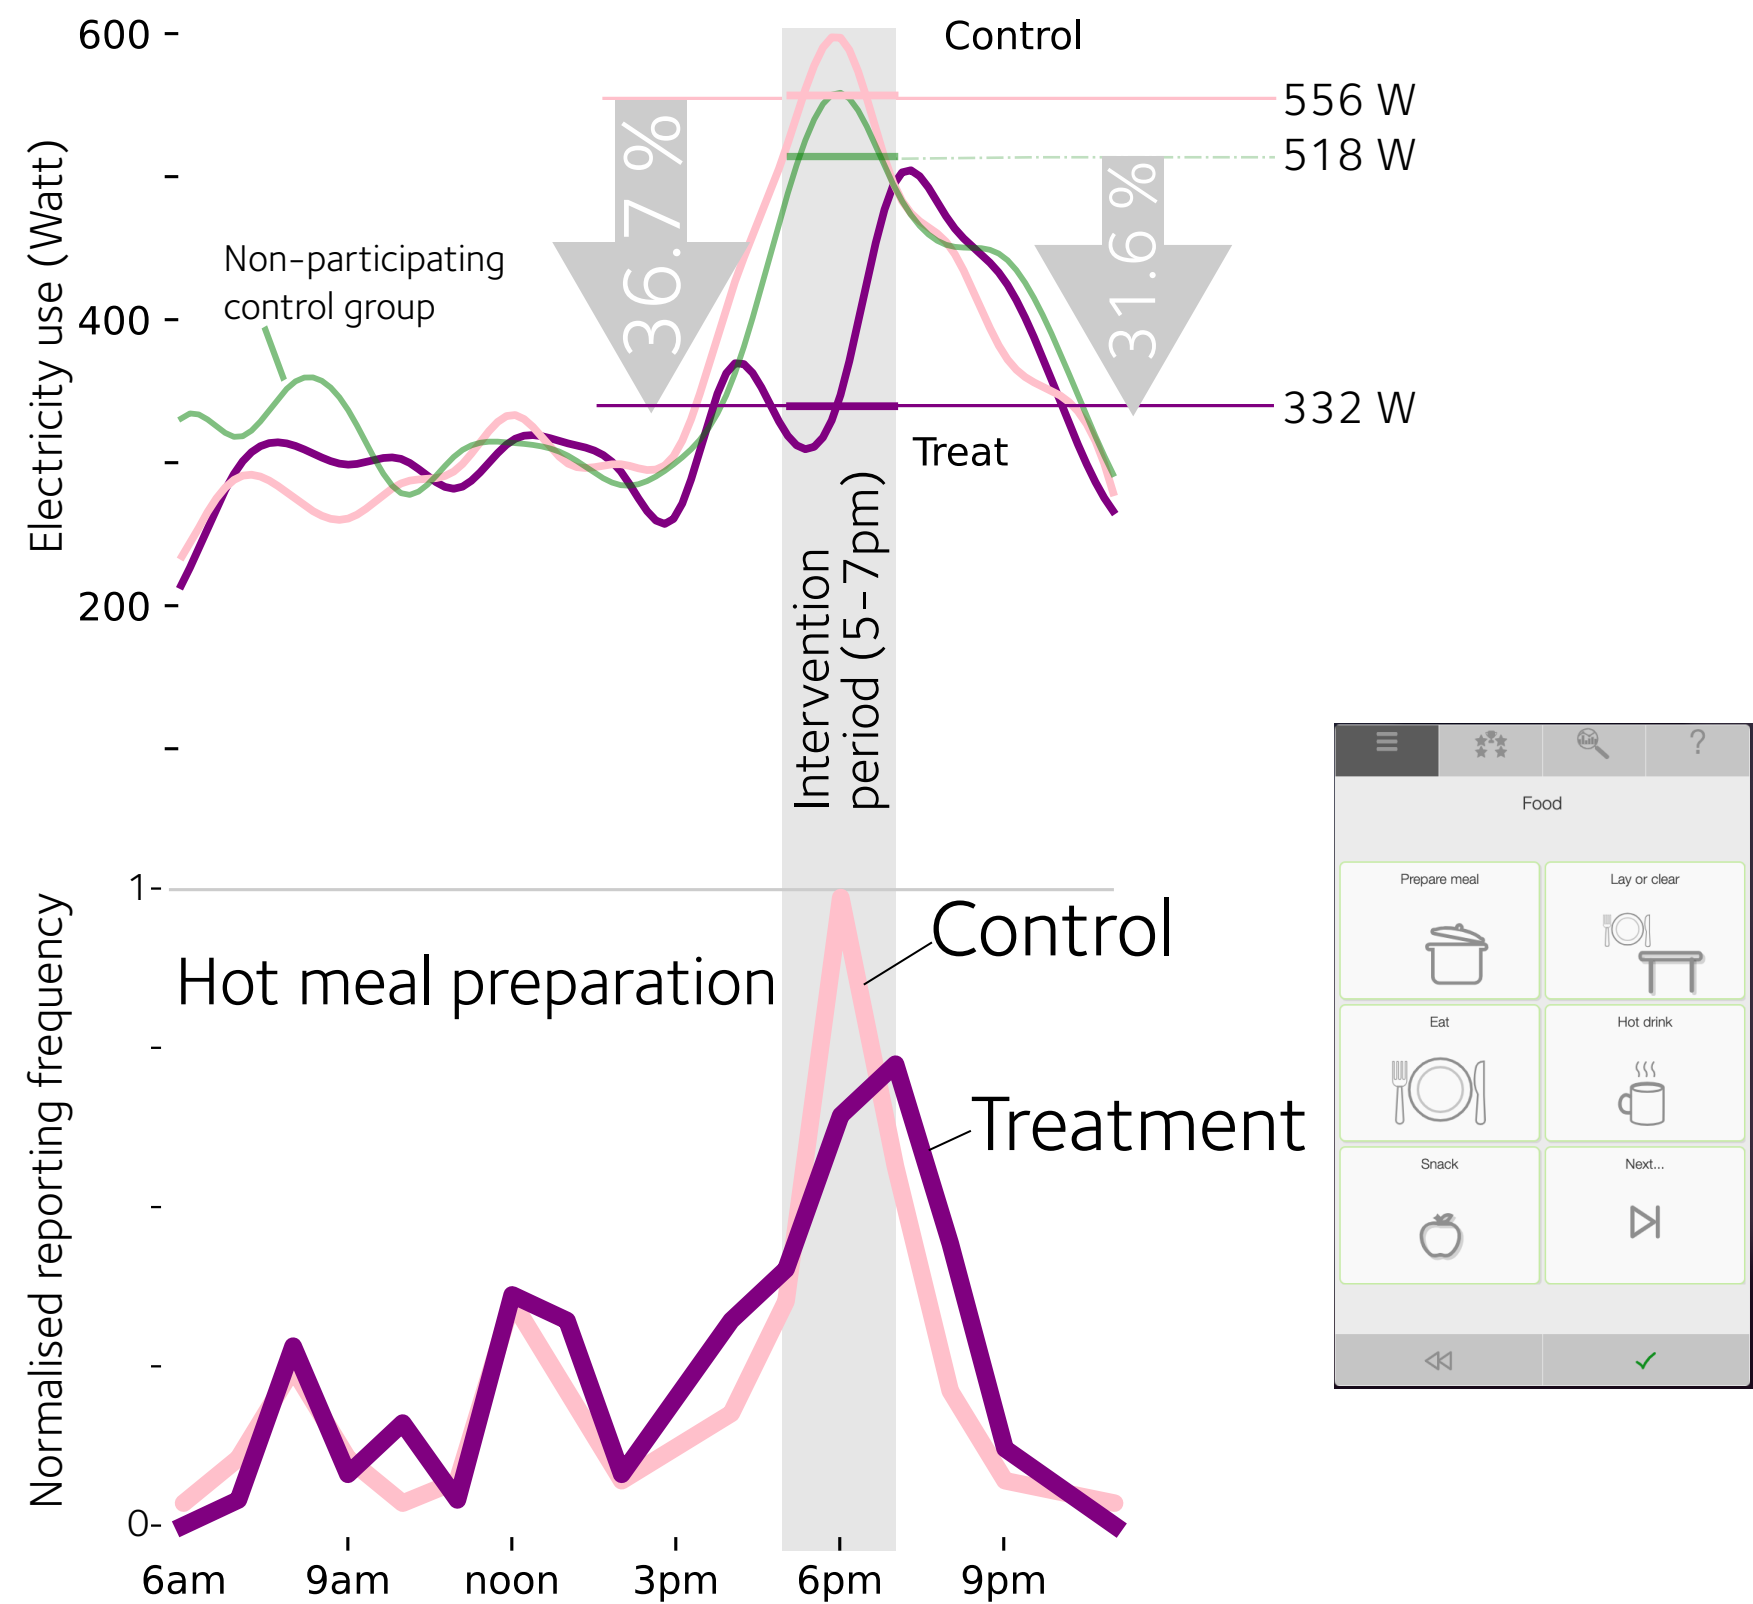 600
Control
556 W
518 W
36.7 %
31.6 %
Non-participating
control group
400
Electricity use (Watt)
332 W
Treat
Intervention
period (5-7pm)
200
Food
Prepare meal
Lay or clear
Eat
Hot drink
Snack
Next...
?
1
Control
Hot meal preparation
Treatment
Normalised reporting frequency
0
6am
9am
noon
3pm
6pm
9pm